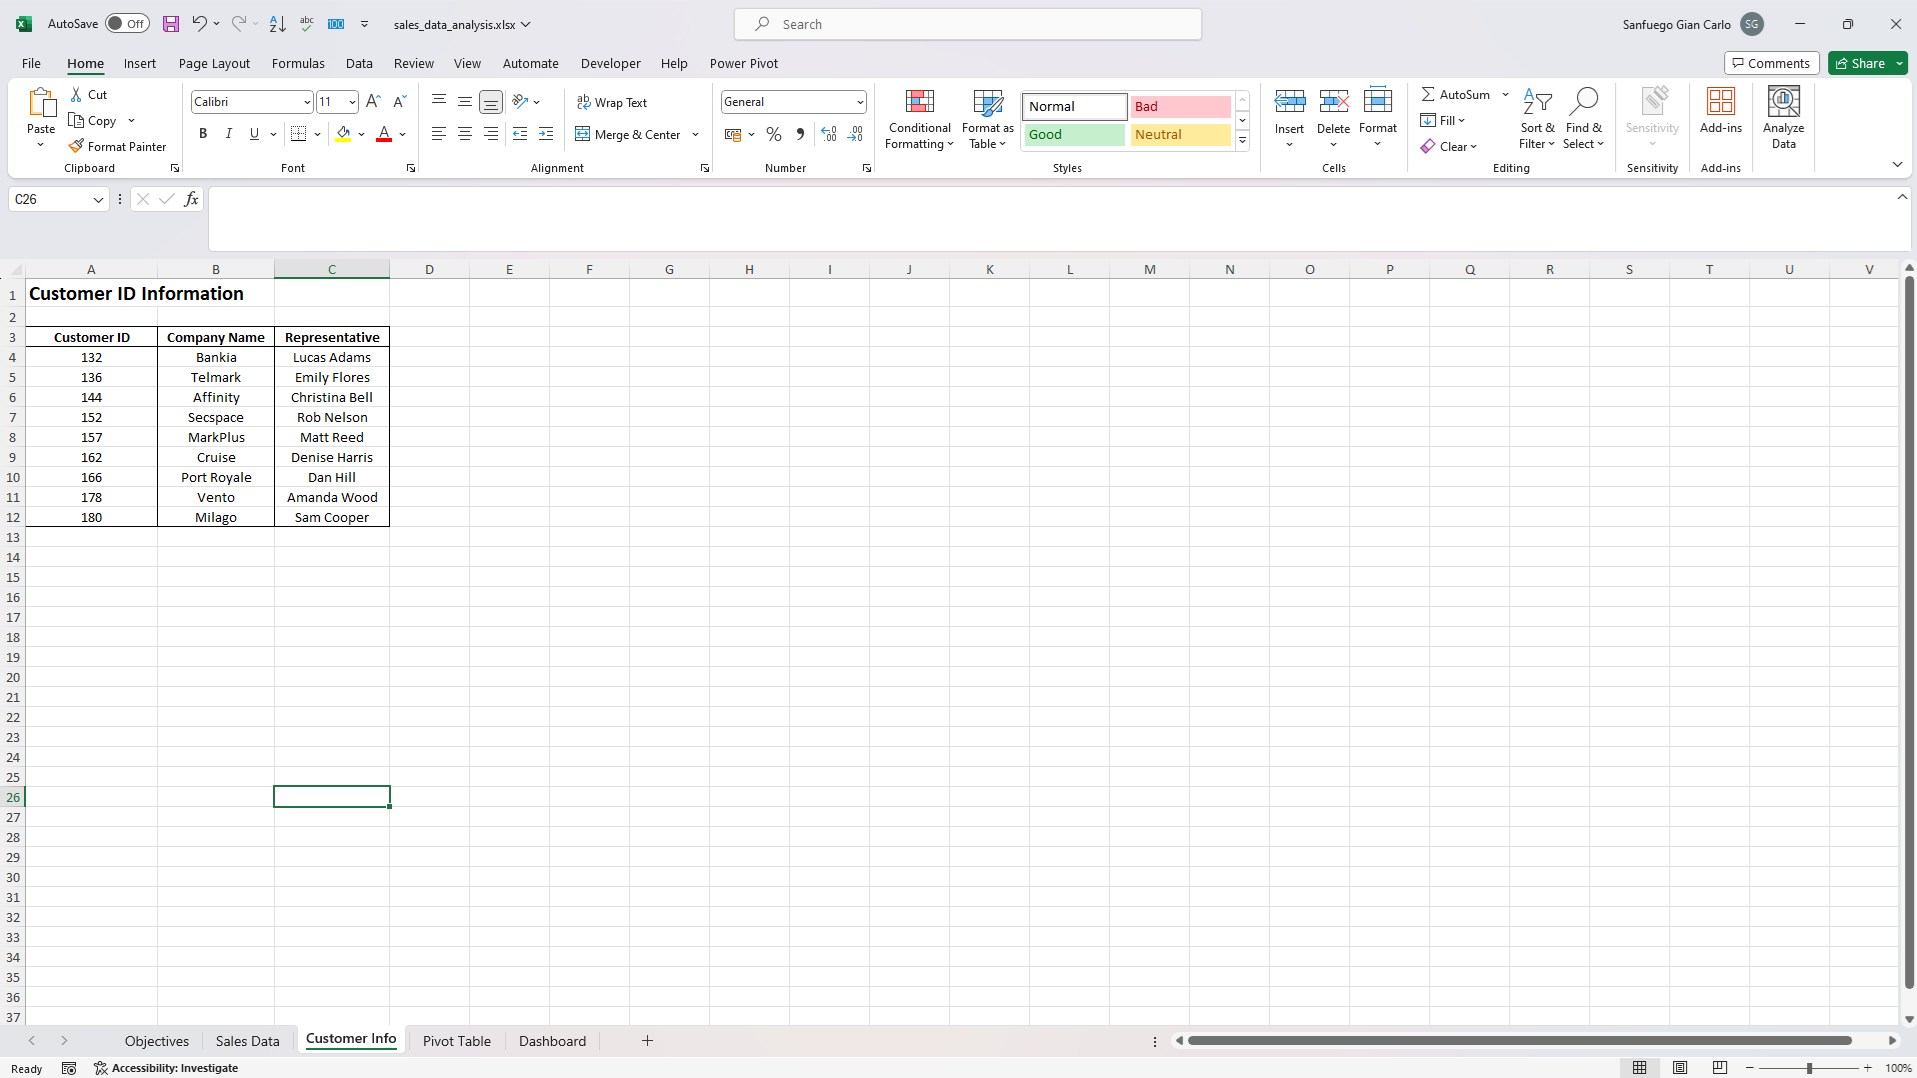 AutoSave Off abc 100 sales_data_analysis.xlsx Search Sanfuego Gian Carlo SG
File Home Insert Page Layout Formulas Data Review View Automate Developer Help Power Pivot Comments Share
Paste
Cut
Copy
Format Painter
Clipboard
Calibri 11
B I U A
Font
Wrap Text
Merge & Center
Alignment
General
Number
Conditional Formatting
Format as Table
Normal Bad
Good Neutral
Styles
Insert Delete Format
Cells
AutoSum
Fill
Clear
Sort & Filter
Find & Select
Editing
Sensitivity
Sensitivity
Add-ins
Add-ins
Analyze Data
C26 fx
A B C D E F G H I J K L M N O P Q R S T U V
1 Customer ID Information
2
3 Customer ID Company Name Representative
4 132 Bankia Lucas Adams
5 136 Telmark Emily Flores
6 144 Affinity Christina Bell
7 152 Secspace Rob Nelson
8 157 MarkPlus Matt Reed
9 162 Cruise Denise Harris
10 166 Port Royale Dan Hill
11 178 Vento Amanda Wood
12 180 Milago Sam Cooper
13
14
15
16
17
18
19
20
21
22
23
24
25
26
27
28
29
30
31
32
33
34
35
36
37
Objectives Sales Data Customer Info Pivot Table Dashboard
Ready Accessibility: Investigate 100%